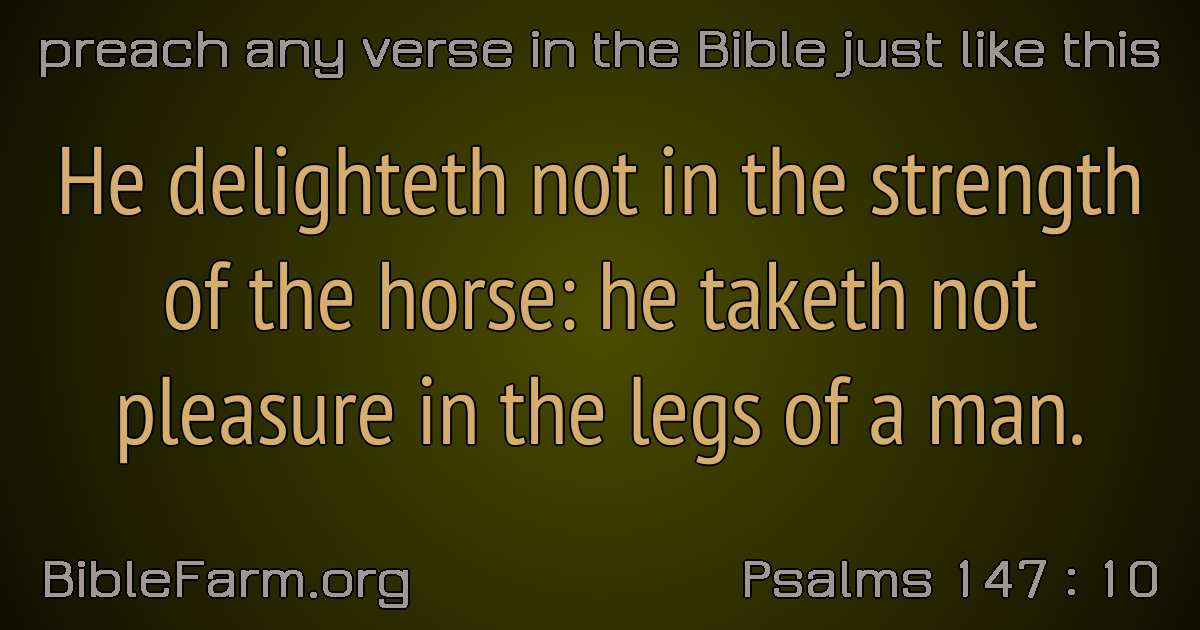 preach any verse in the Bible just like this
He delighteth not in the strength
of the horse: he taketh not
pleasure in the legs of a man.
BibleFarm.org
Psalms 147 : 10